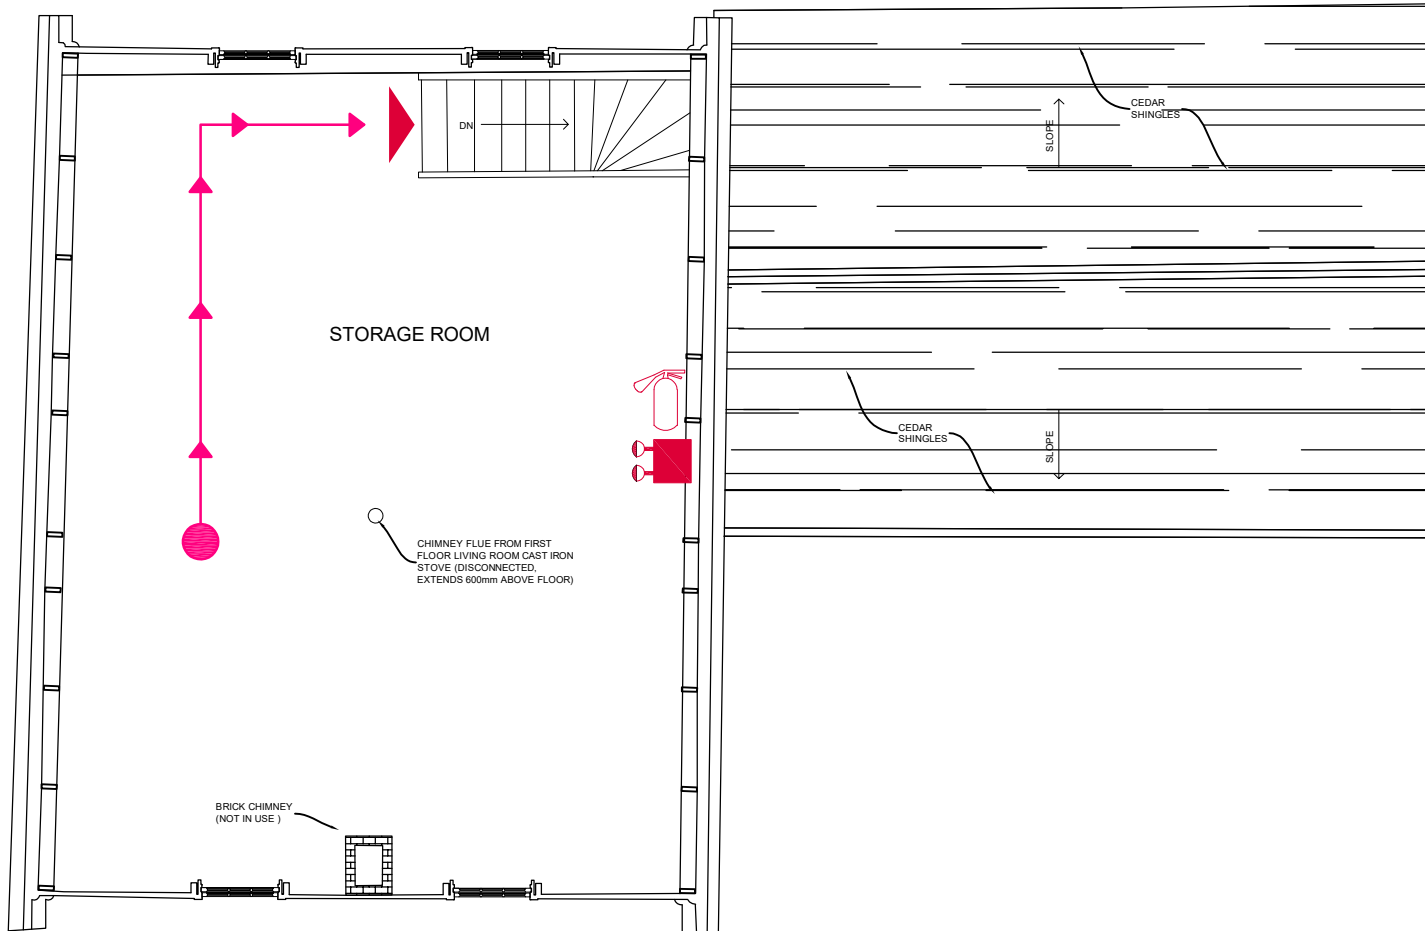 CEDAR
SHINGLES
SLOPE
DN
STORAGE ROOM
CEDAR
SHINGLES
SLOPE
CHIMNEY FLUE FROM FIRST
FLOOR LIVING ROOM CAST IRON
STOVE (DISCONNECTED,
EXTENDS 600mm ABOVE FLOOR)
BRICK CHIMNEY
(NOT IN USE )